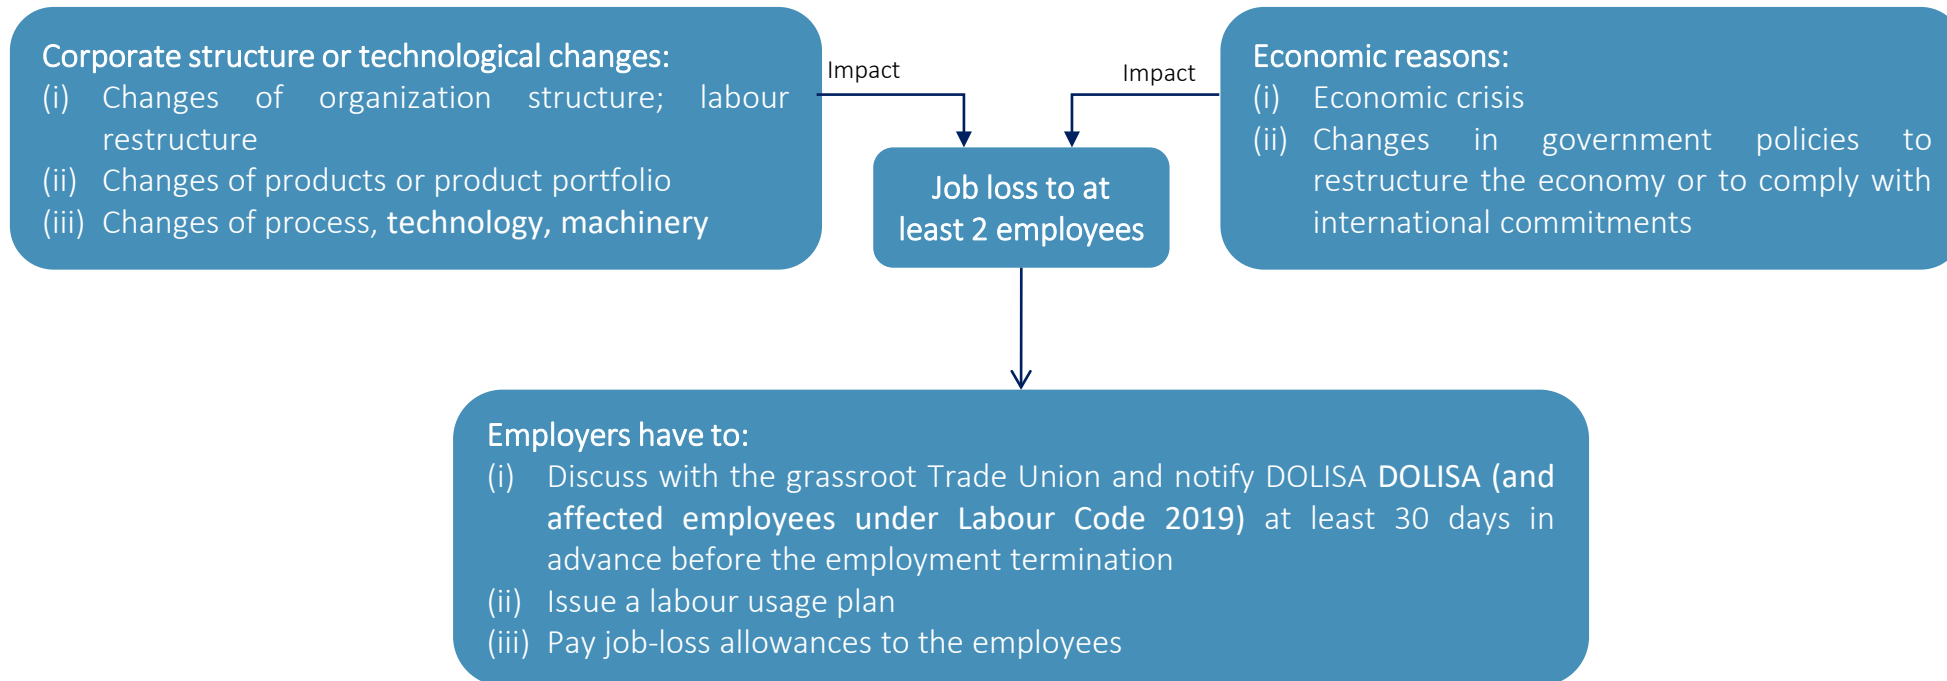 Corporate structure or technological changes:
(i) Changes of organization structure; labour
restructure
(ii) Changes of products or product portfolio
(iii) Changes of process, technology, machinery
Impact
Impact
Job loss to at
least 2 employees
Economic reasons:
(i) Economic crisis
(ii) Changes in government policies to
restructure the economy or to comply with
international commitments
Employers have to:
(i) Discuss with the grassroot Trade Union and notify DOLISA DOLISA (and
affected employees under Labour Code 2019) at least 30 days in
advance before the employment termination
(ii) Issue a labour usage plan
(iii) Pay job-loss allowances to the employees